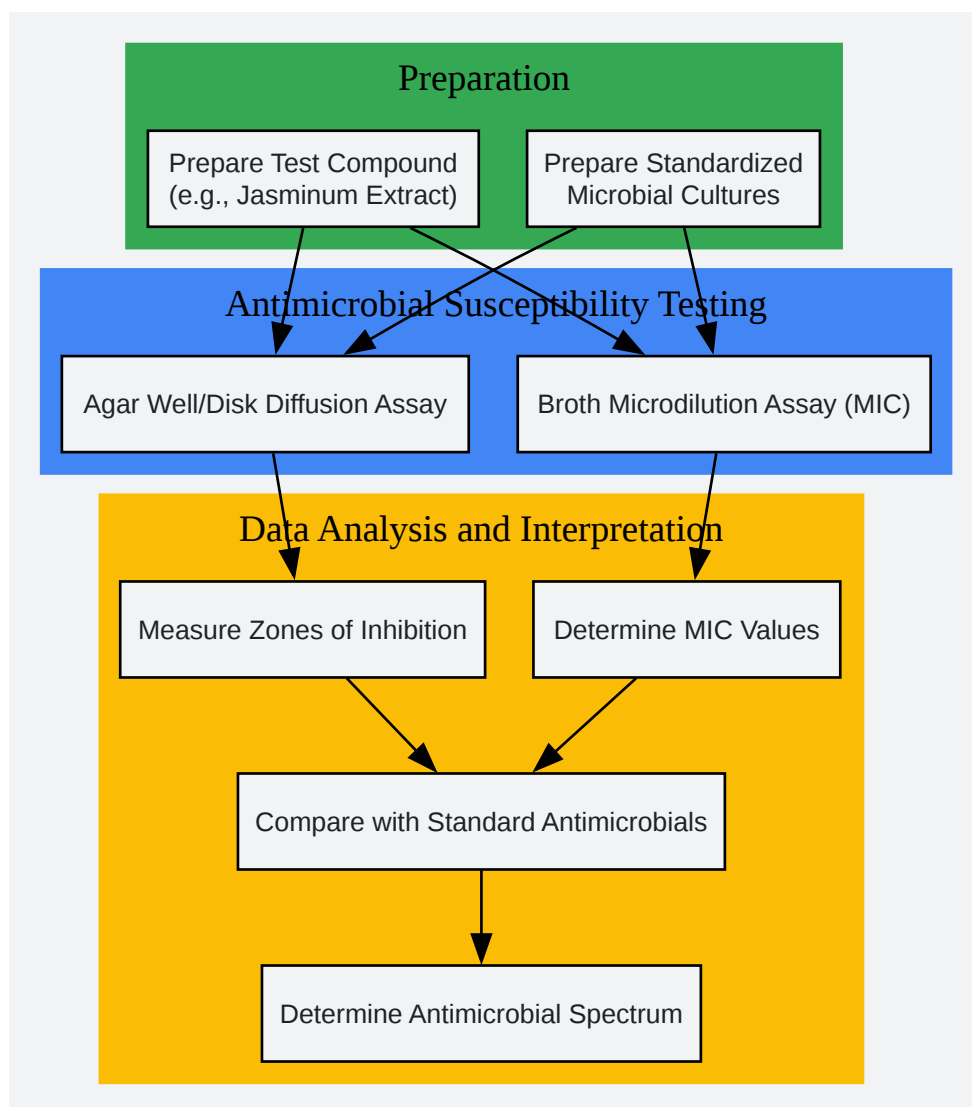 Preparation
Prepare Test Compound
(e.g., Jasminum Extract)
Prepare Standardized
Microbial Cultures
Antimicrobial Susceptibility Testing
Agar Well/Disk Diffusion Assay
Broth Microdilution Assay (MIC)
Data Analysis and Interpretation
Measure Zones of Inhibition
Determine MIC Values
Compare with Standard Antimicrobials
Determine Antimicrobial Spectrum